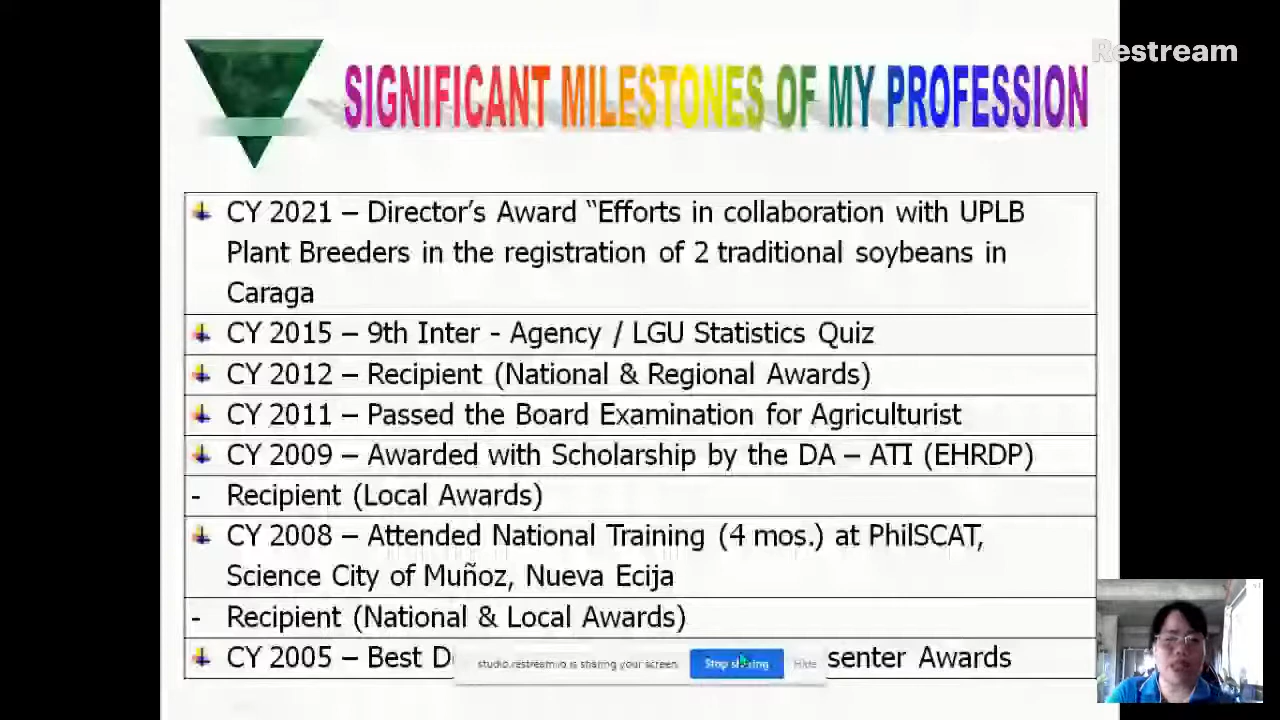 Restream
SIGNIFICANT MILESTONES OF MY PROFESSION
CY 2021 – Director’s Award “Efforts in collaboration with UPLB
Plant Breeders in the registration of 2 traditional soybeans in
Caraga
CY 2015 – 9th Inter - Agency / LGU Statistics Quiz
CY 2012 – Recipient (National & Regional Awards)
CY 2011 – Passed the Board Examination for Agriculturist
CY 2009 – Awarded with Scholarship by the DA – ATI (EHRDP)
- Recipient (Local Awards)
CY 2008 – Attended National Training (4 mos.) at PhilSCAT,
Science City of Muñoz, Nueva Ecija
- Recipient (National & Local Awards)
CY 2005 – Best senter Awards
studio.restream.io is sharing your screen. Stop sharing Hide